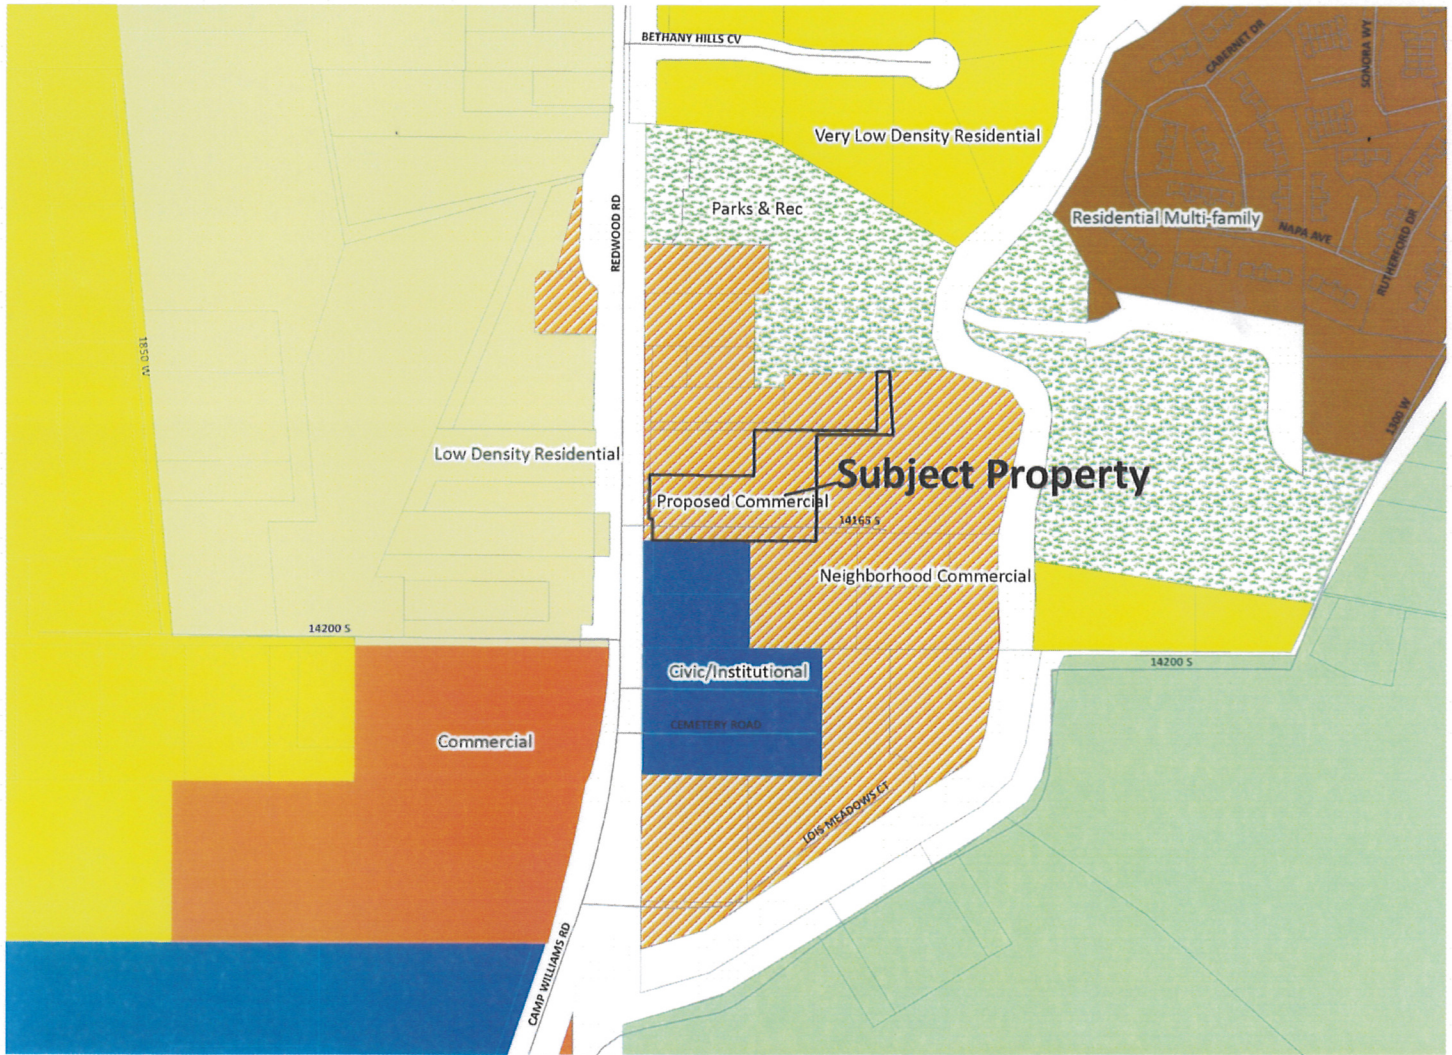 BETHANY HILLS CV
CABERNET DR
SONORA WY
Very Low Density Residential
REDWOOD RD
Parks & Rec
Residential Multi-family
NAPA AVE
RUTHERFORD DR
1850 W
1300 W
Low Density Residential
Subject Property
Proposed Commercial
14165 S
Neighborhood Commercial
14200 S
14200 S
Civic/Institutional
CEMETERY ROAD
Commercial
LOIS MEADOWS CT
CAMP WILLIAMS RD